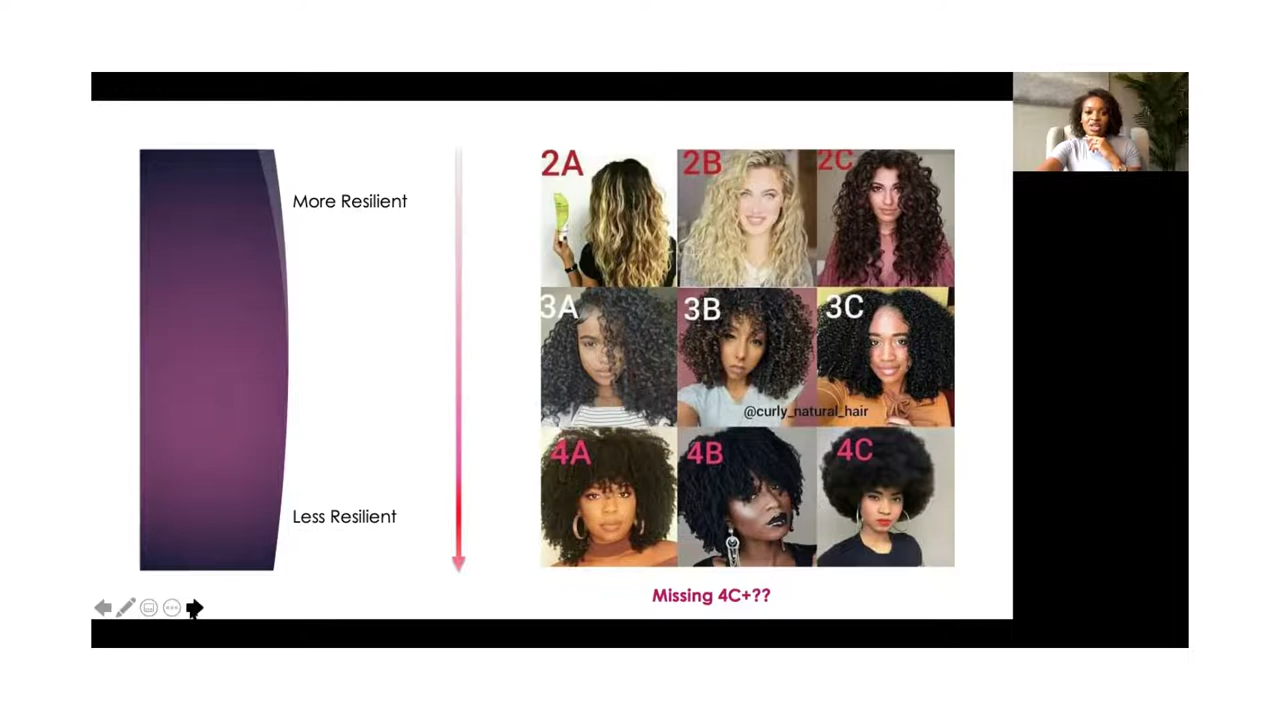 More Resilient
Less Resilient
2A
2B
2C
3A
3B
3C
@curly_natural_hair
4A
4B
4C
Missing 4C+??